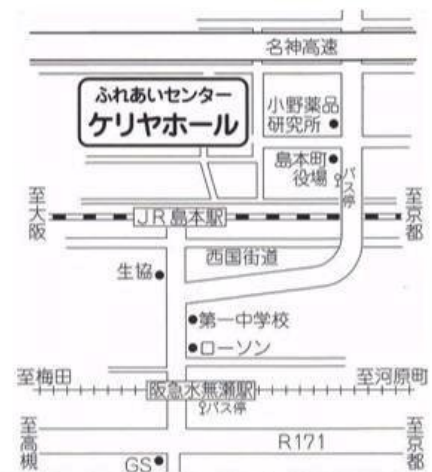 名神高速
ふれあいセンター
ケリヤホール
小野薬品
研究所
島本町
役場
バス停
至大阪
JR島本駅
至京都
西国街道
生協
第一中学校
ローソン
至梅田
阪急水無瀬駅
至河原町
バス停
至高槻
R171
至京都
GS